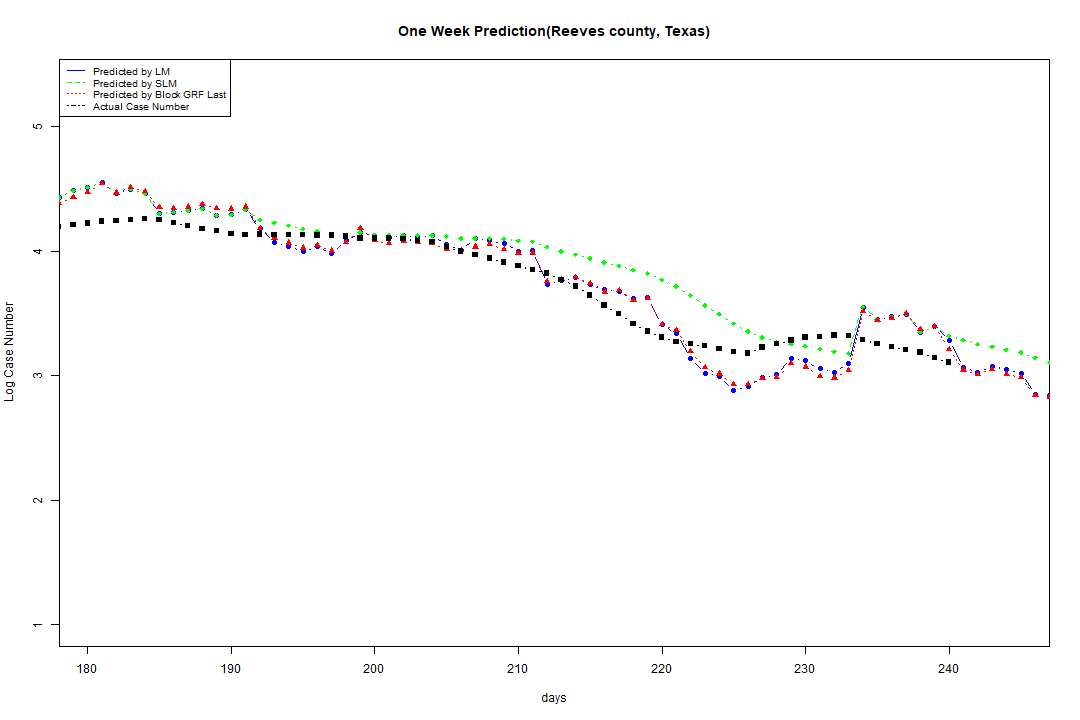 One Week Prediction(Reeves county, Texas)
Predicted by LM
Predicted by SLM
Predicted by Block GRF Last
Actual Case Number
5
4
3
2
1
Log Case Number
180 190 200 210 220 230 240
days